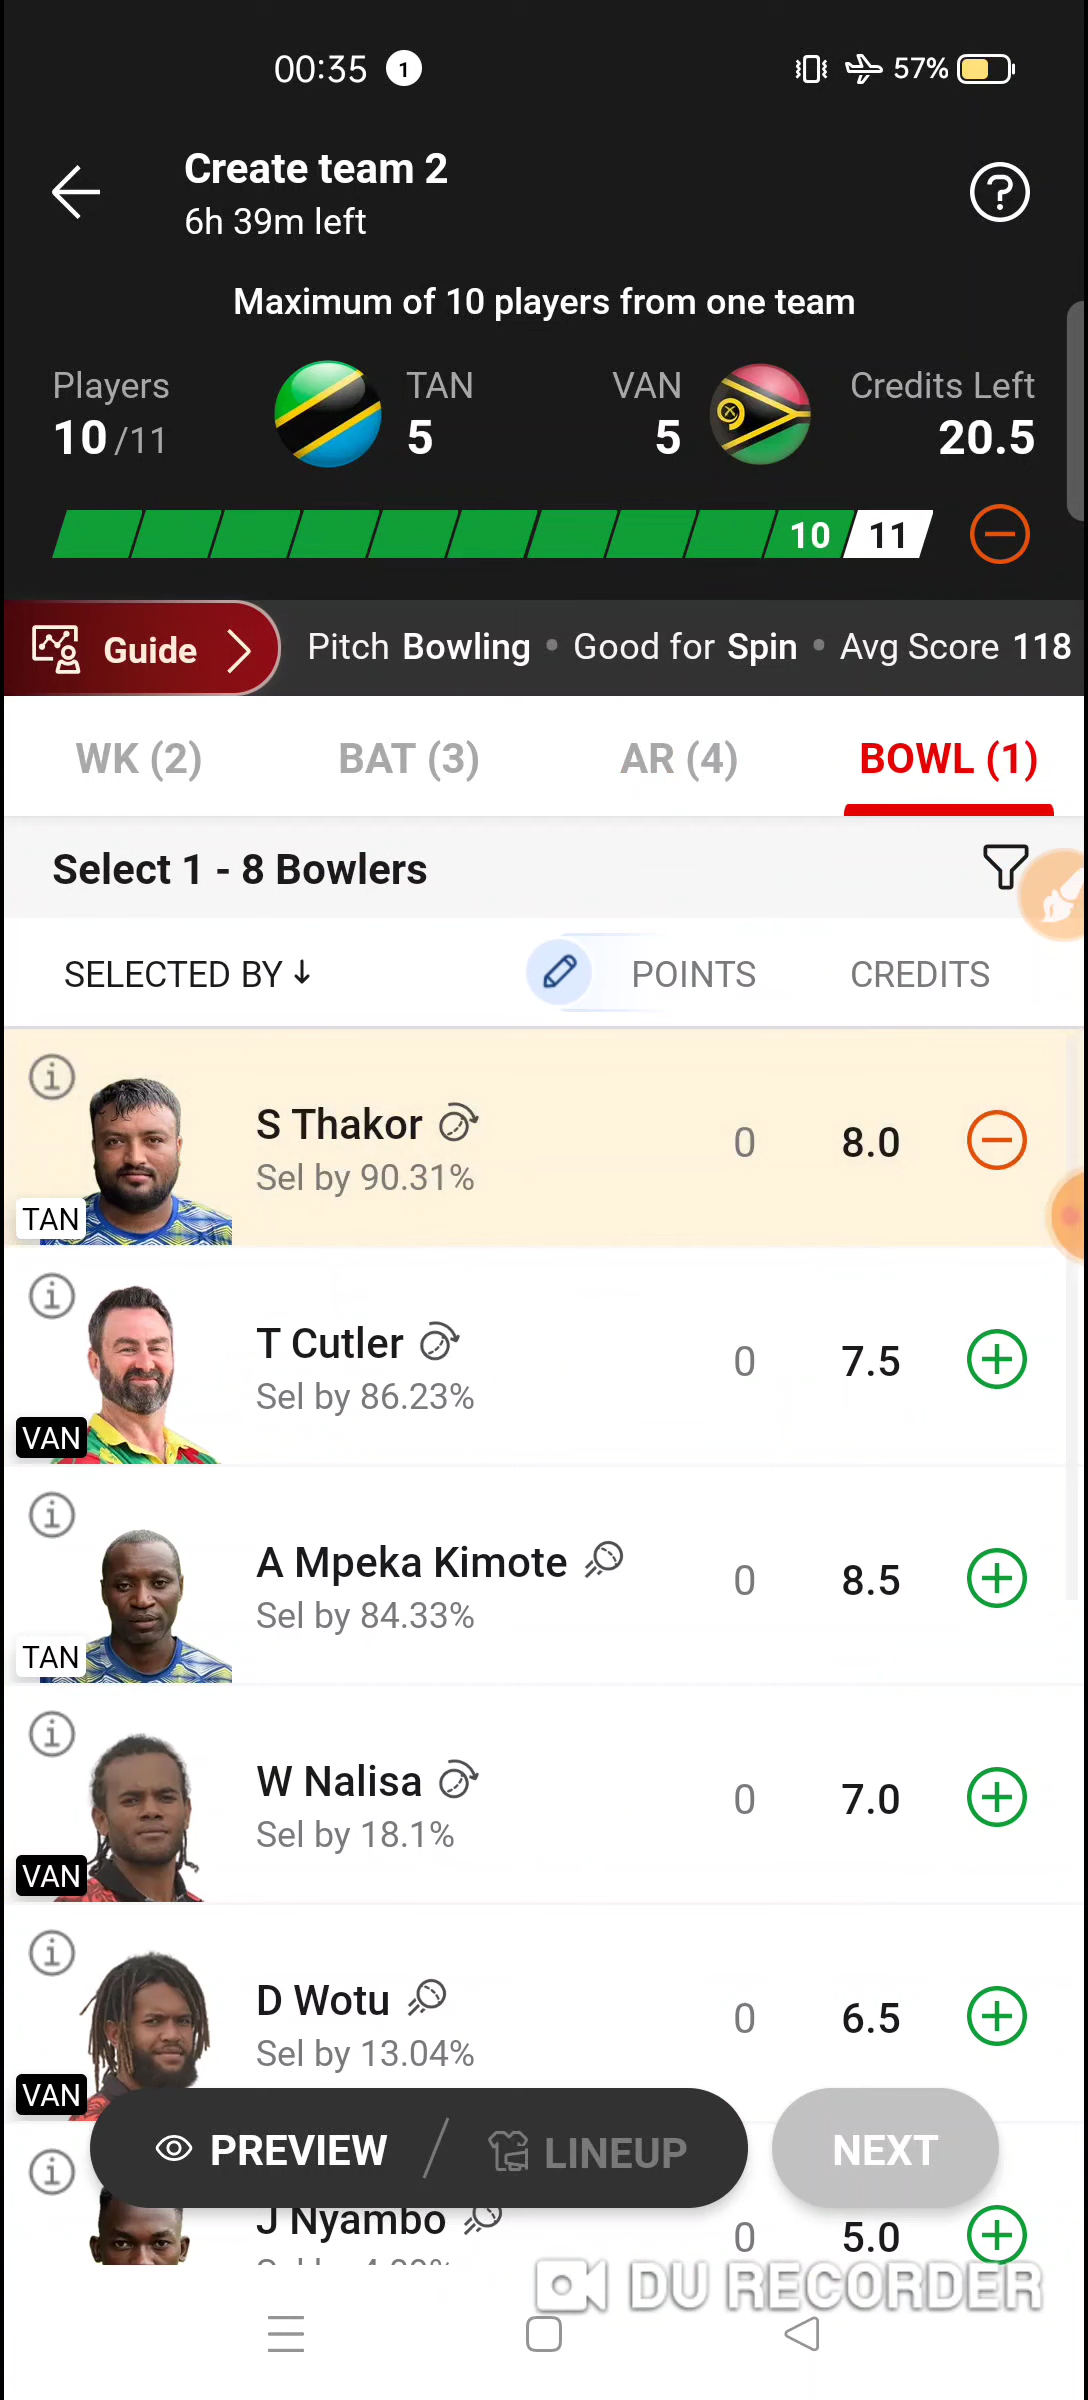 00:35 1 57%
Create team 2
6h 39m left
Maximum of 10 players from one team
Players TAN VAN Credits Left
10/11 5 5 20.5
10 11
Guide Pitch Bowling • Good for Spin • Avg Score 118
WK (2) BAT (3) AR (4) BOWL (1)
Select 1 - 8 Bowlers
SELECTED BY ↓ POINTS CREDITS
S Thakor 0 8.0
Sel by 90.31%
TAN
T Cutler 0 7.5
Sel by 86.23%
VAN
A Mpeka Kimote 0 8.5
Sel by 84.33%
TAN
W Nalisa 0 7.0
Sel by 18.1%
VAN
D Wotu 0 6.5
Sel by 13.04%
VAN
PREVIEW / LINEUP NEXT
J Nyambo 0 5.0
DU RECORDER